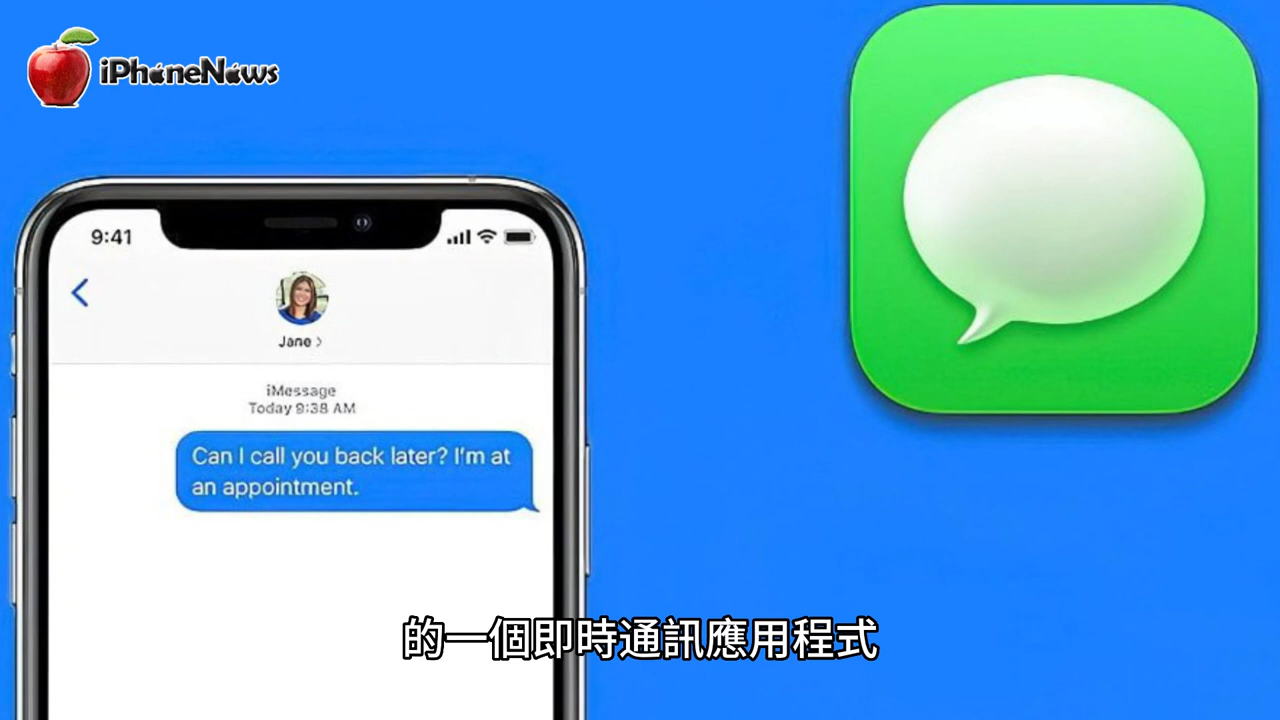 iPhoneNews
9:41
Jane
iMessage
Today 9:38 AM
Can I call you back later? I'm at
an appointment.
的一個即時通訊應用程式